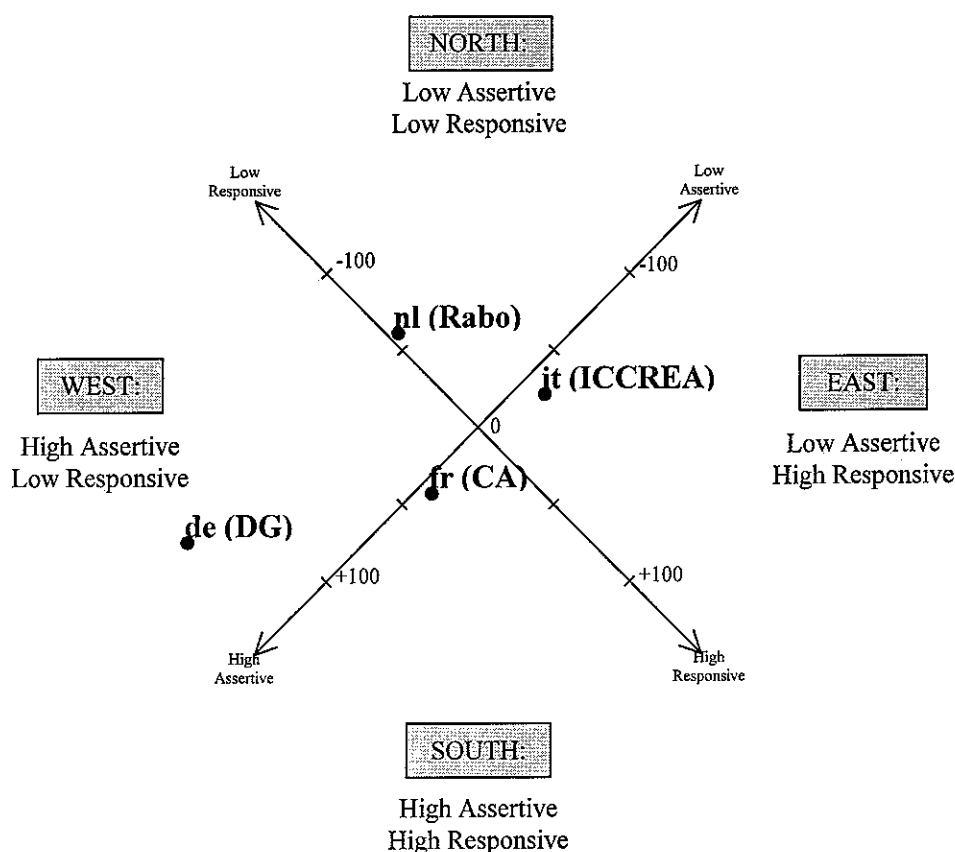 NORTH:
Low Assertive
Low Responsive
Low
Responsive
Low
Assertive
-100
-100
nl (Rabo)
it (ICCREA)
WEST:
EAST:
0
High Assertive
Low Responsive
Low Assertive
High Responsive
fr (CA)
de (DG)
+100
+100
High
Assertive
High
Responsive
SOUTH:
High Assertive
High Responsive